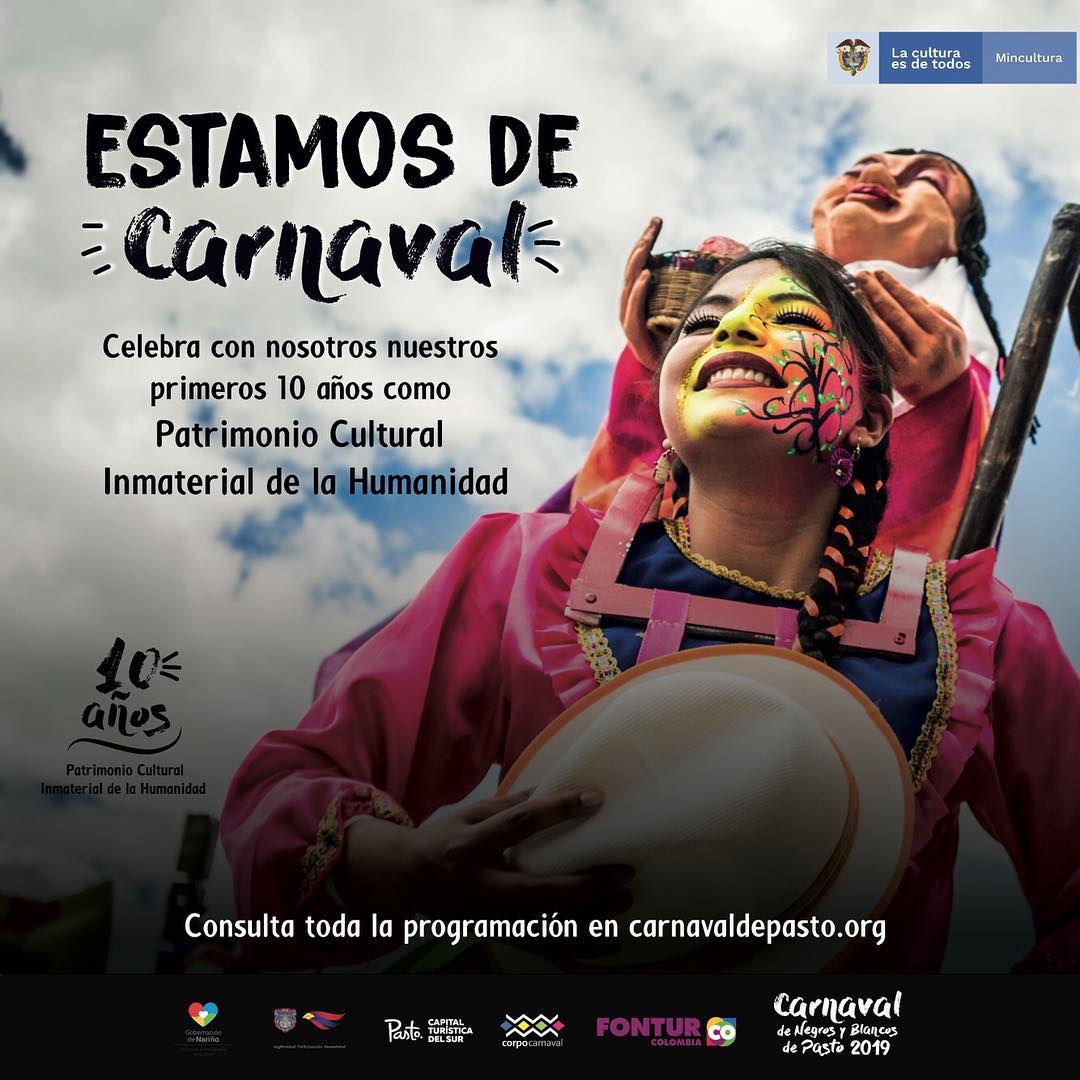 La cultura
es de todos
Mincultura
ESTAMOS DE
Carnaval
Celebra con nosotros nuestros
primeros 10 años como
Patrimonio Cultural
Inmaterial de la Humanidad
10
años
Patrimonio Cultural
Inmaterial de la Humanidad
Consulta toda la programación en carnavaldepasto.org
Gobernación
de Nariño
Legitimidad Participación Honestidad
Pasto.
CAPITAL
TURÍSTICA
DEL SUR
corpocarnaval
FONTUR
COLOMBIA
CO
Carnaval
de Negros y Blancos
de Pasto 2019